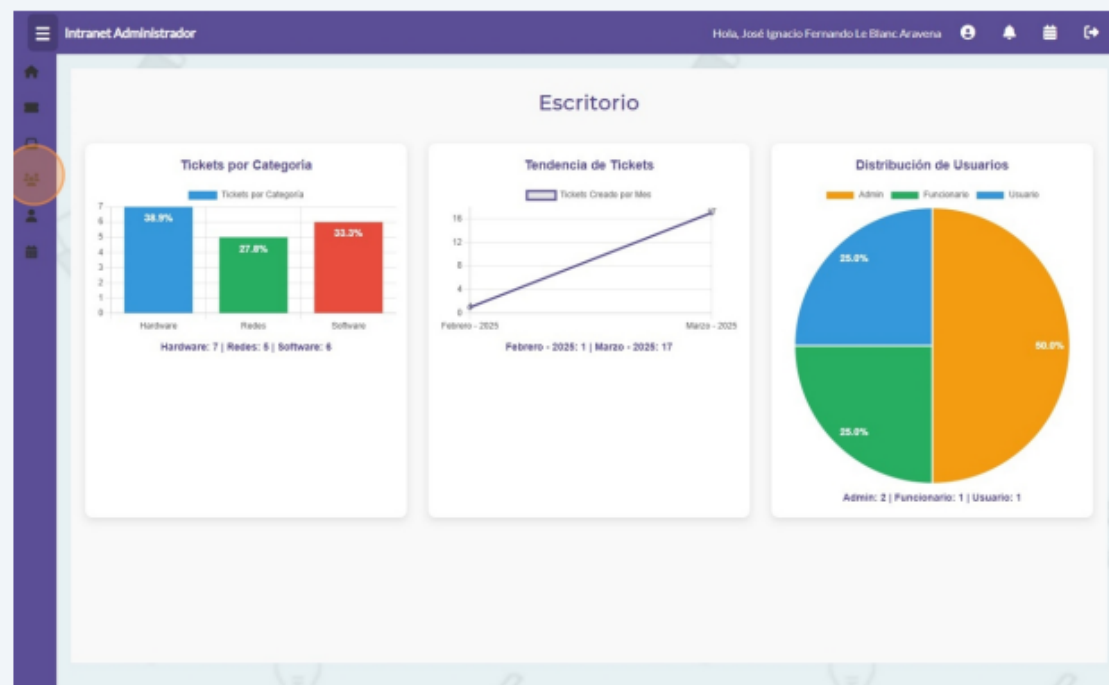 Intranet Administrador
Hola, José Ignacio Fernando Le Blanc Aravena
Escritorio
Tickets por Categoría
Tickets por Categoría
7
6
5
4
3
2
1
0
38.9%
27.8%
33.3%
Hardware
Redes
Software
Hardware: 7 | Redes: 5 | Software: 6
Tendencia de Tickets
Tickets Creado por Mes
16
12
8
4
0
Febrero - 2025
Marzo - 2025
Febrero - 2025: 1 | Marzo - 2025: 17
Distribución de Usuarios
Admin
Funcionario
Usuario
25.0%
50.0%
25.0%
Admin: 2 | Funcionario: 1 | Usuario: 1